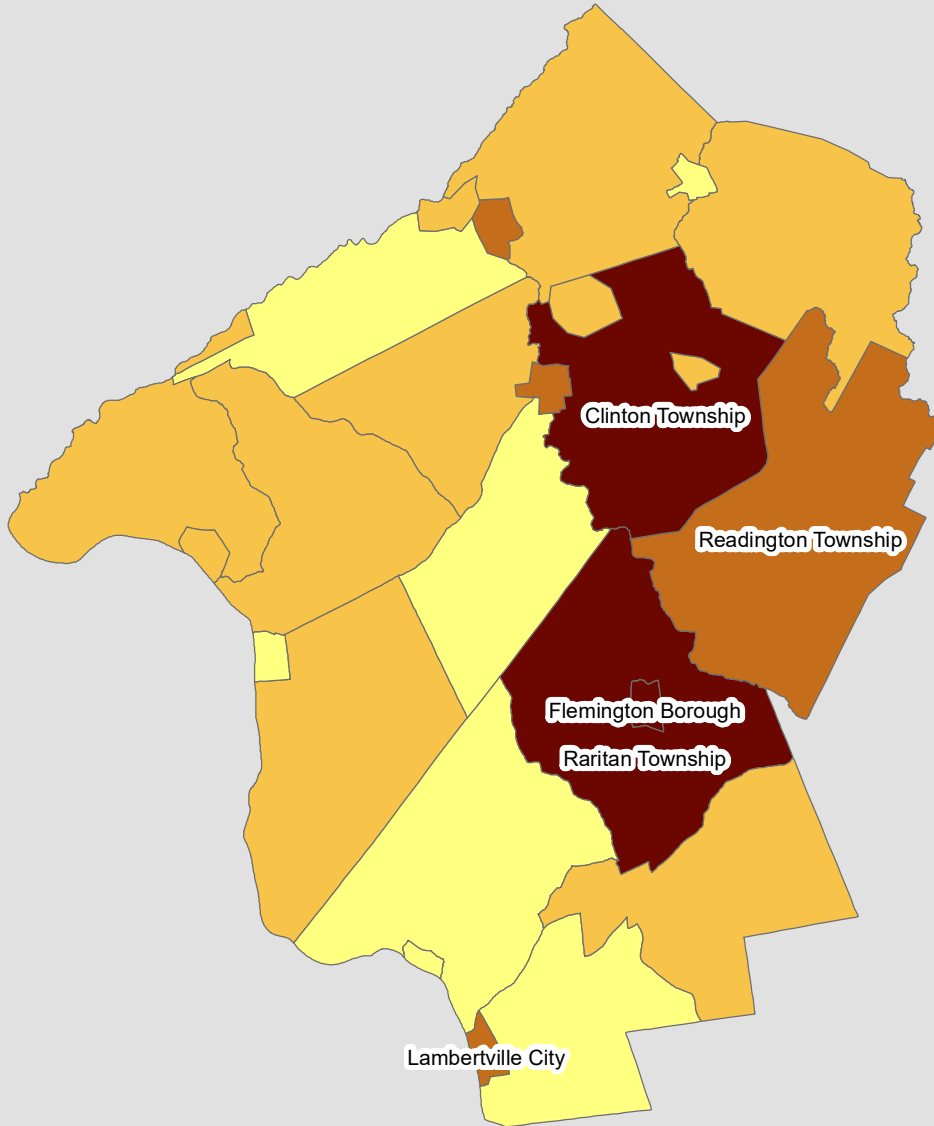 Clinton Township
Readington Township
Flemington Borough
Raritan Township
Lambertville City